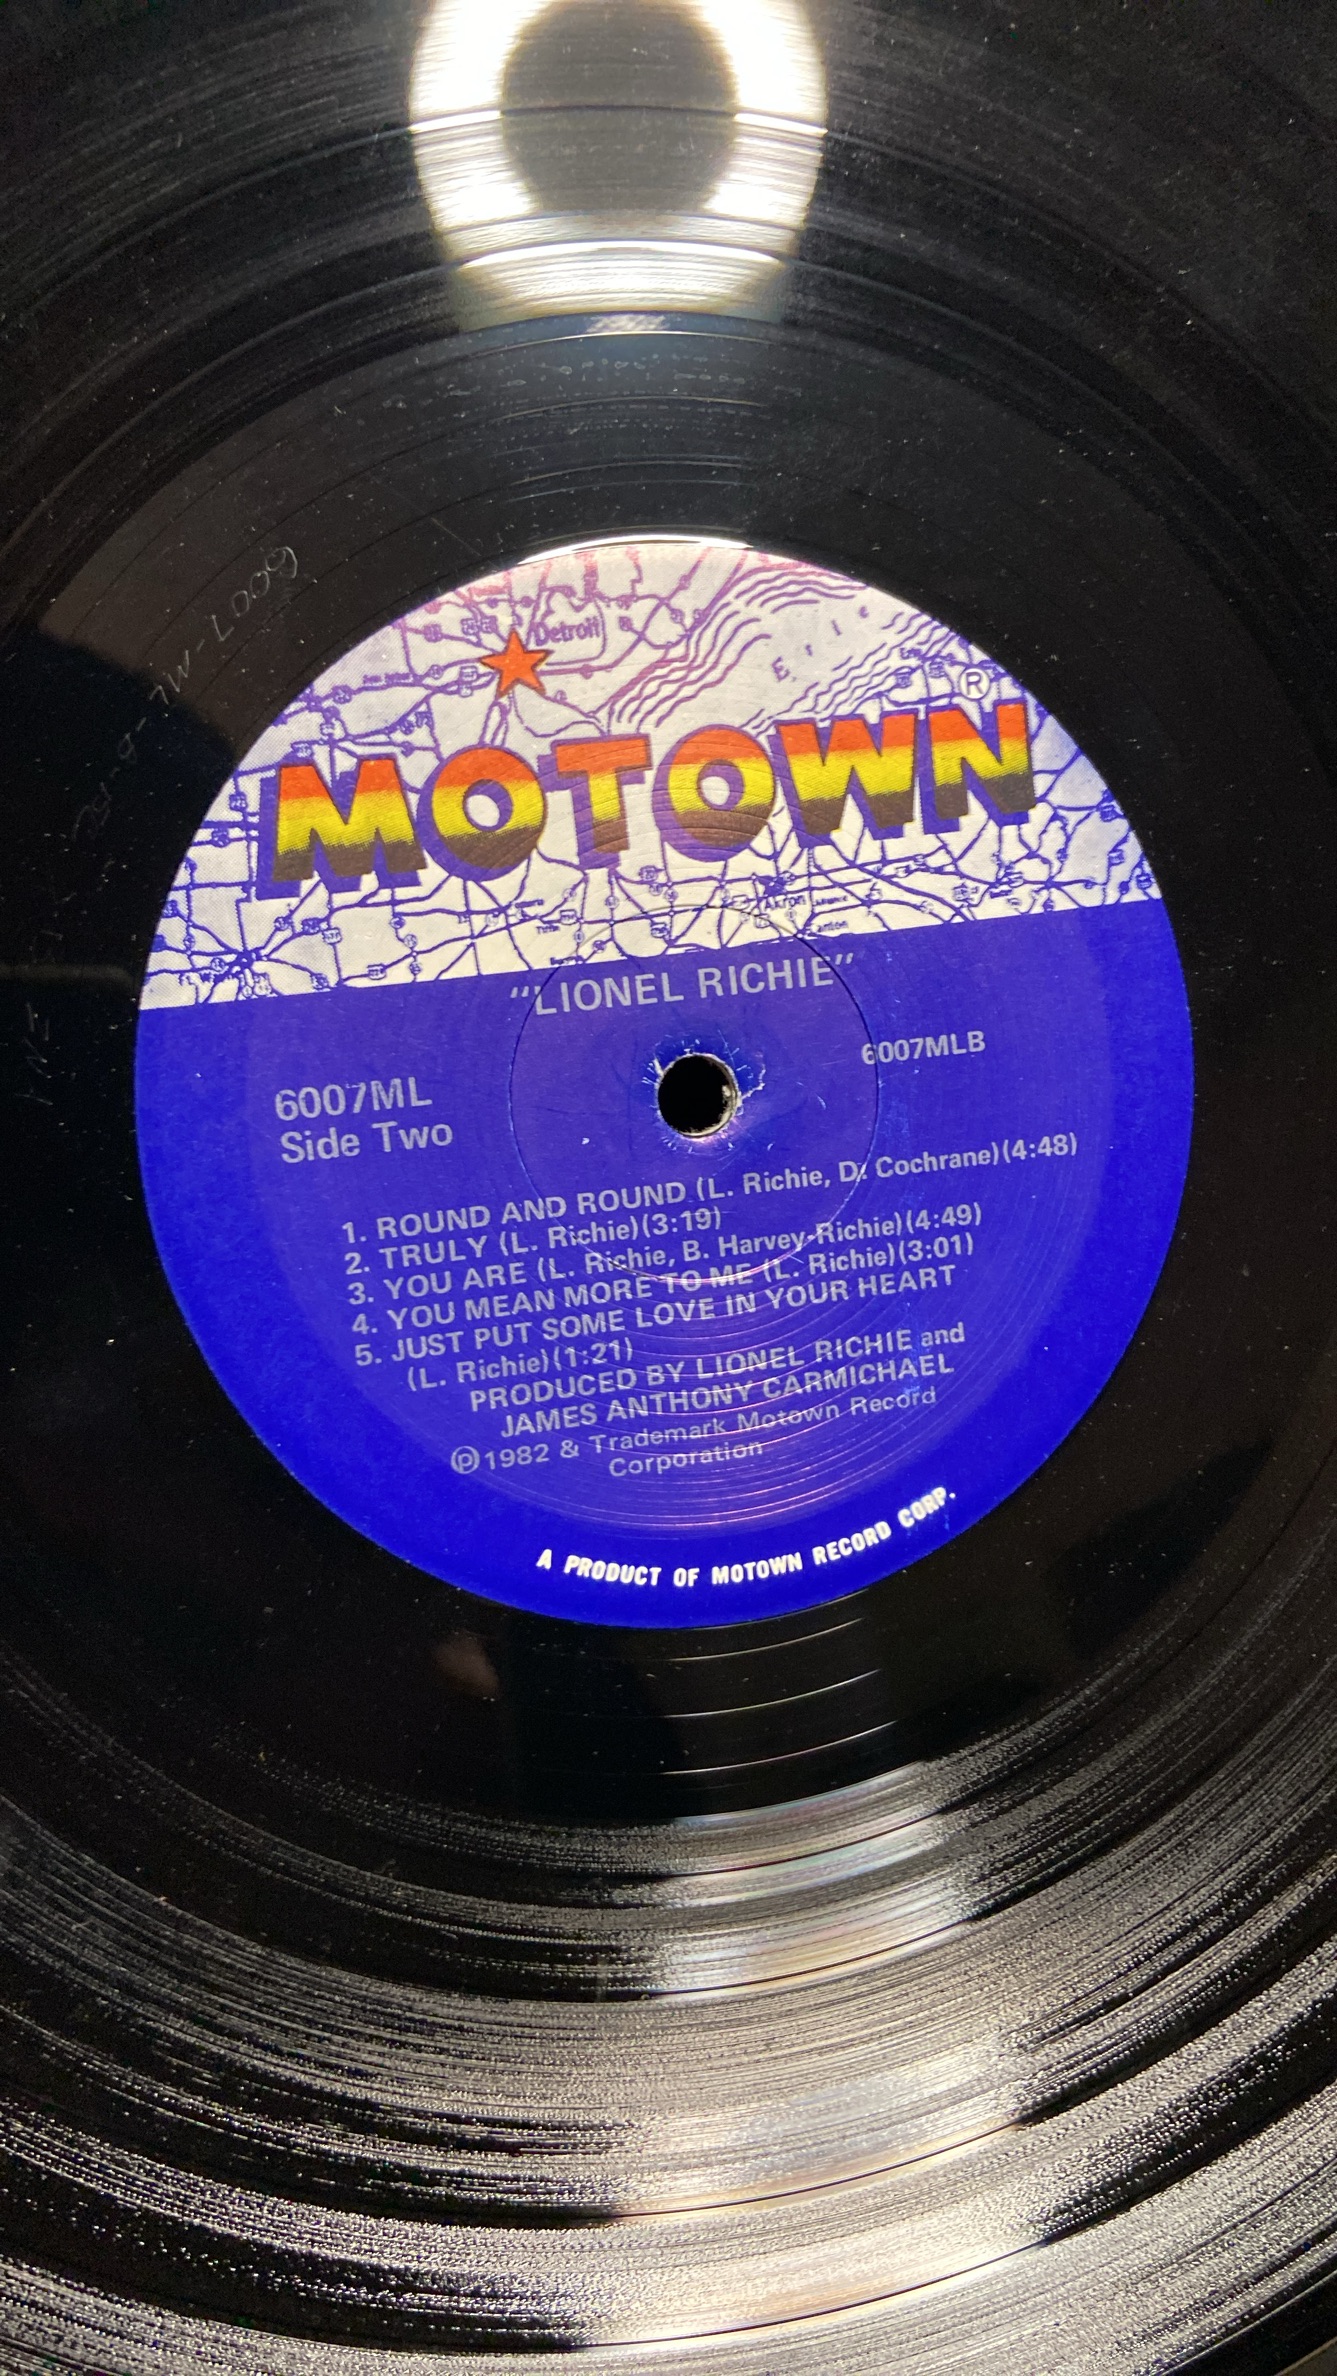 Detroit
Erie
®
MOTOWN
Akron
Canton
"LIONEL RICHIE"
6007MLB
6007ML
Side Two
1. ROUND AND ROUND (L. Richie, D. Cochrane)(4:48)
2. TRULY (L. Richie)(3:19)
3. YOU ARE (L. Richie, B. Harvey-Richie)(4:49)
4. YOU MEAN MORE TO ME (L. Richie)(3:01)
5. JUST PUT SOME LOVE IN YOUR HEART
(L. Richie)(1:21)
PRODUCED BY LIONEL RICHIE and
JAMES ANTHONY CARMICHAEL
℗1982 & Trademark Motown Record
Corporation
A PRODUCT OF MOTOWN RECORD CORP.